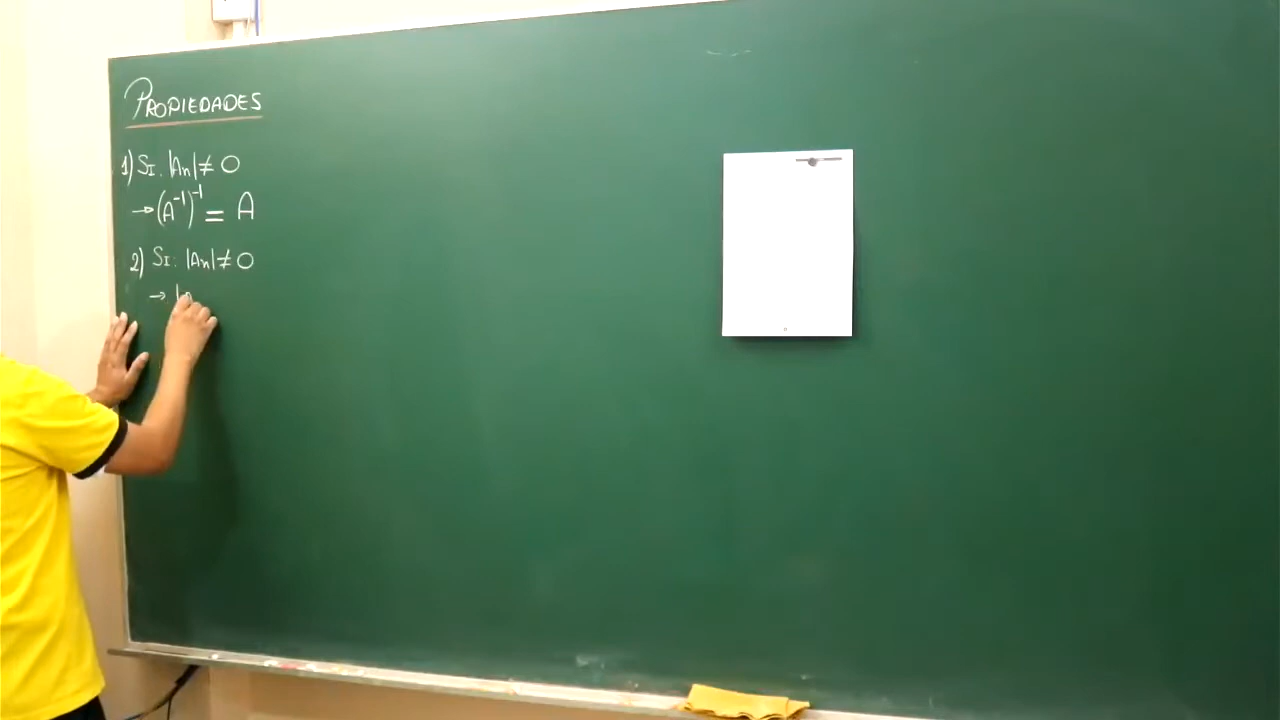 PROPIEDADES
1) SI: |An| ≠ 0
→ (A⁻¹)⁻¹ = A
2) SI: |An| ≠ 0
→ |